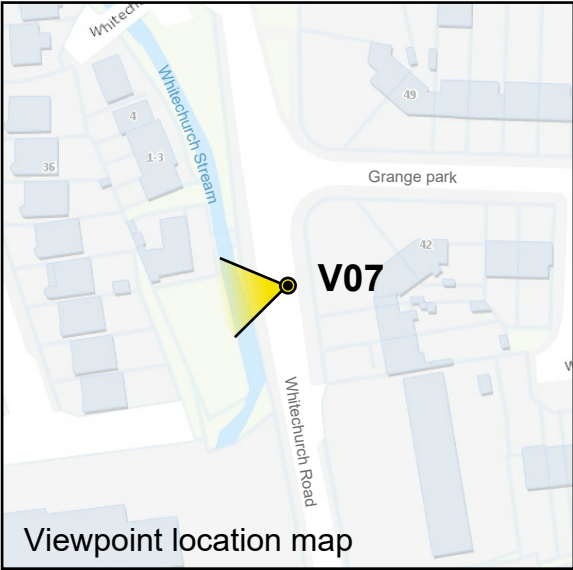 Whitech
49
4
Whitechurch Stream
1-3
36
Grange park
42
V07
Whitechurch Road
W
Viewpoint location map